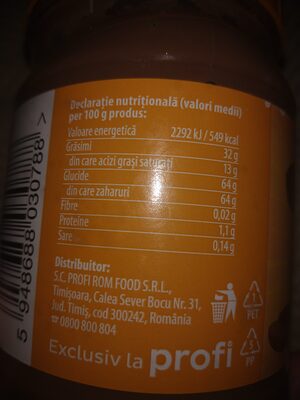 Declarație nutrițională (valori medii)
per 100 g produs:
Valoare energetică 2292 kJ / 549 kcal
Grăsimi 32 g
din care acizi grași saturați 13 g
Glucide 64 g
din care zaharuri 64 g
Fibre 0,02 g
Proteine 1,1 g
Sare 0,14 g
Distribuitor:
S.C. PROFI ROM FOOD S.R.L.,
Timișoara, Calea Sever Bocu Nr. 31,
Jud. Timiș, cod 300242, România
☎ 0800 800 804
Exclusiv la profi
5 948688 030788 >
1
PET
5
PP